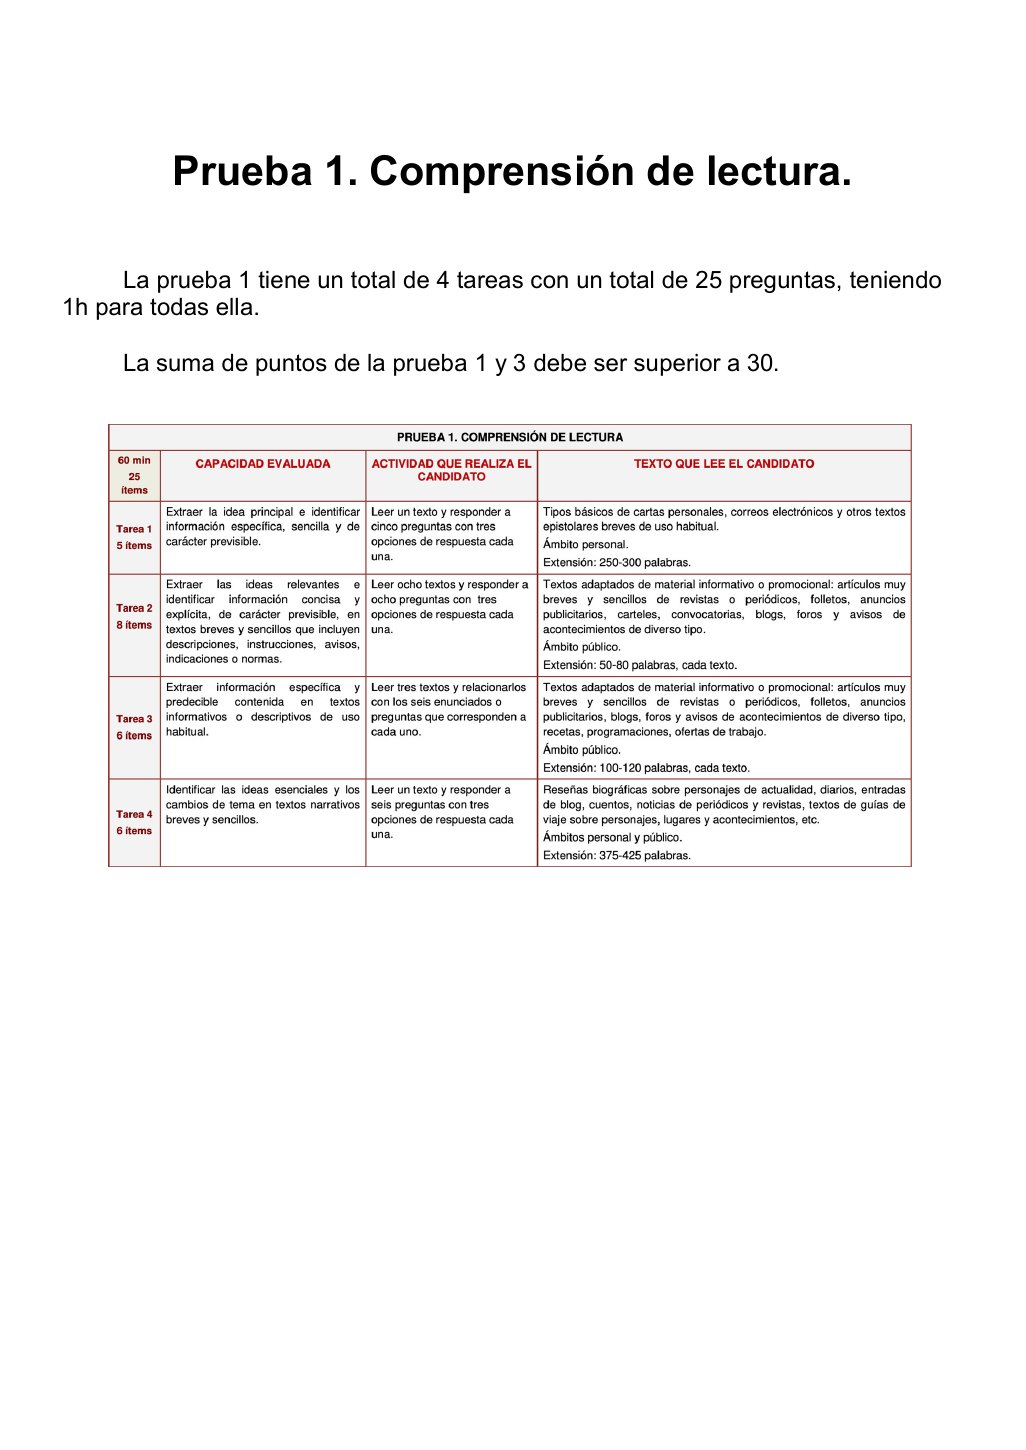 Prueba 1. Comprensión de lectura.
La prueba 1 tiene un total de 4 tareas con un total de 25 preguntas, teniendo
1h para todas ella.
La suma de puntos de la prueba 1 y 3 debe ser superior a 30.
PRUEBA 1. COMPRENSIÓN DE LECTURA
60 min
25
ítems
CAPACIDAD EVALUADA
ACTIVIDAD QUE REALIZA EL
CANDIDATO
TEXTO QUE LEE EL CANDIDATO
Tarea 1
5 ítems
Extraer la idea principal e identificar
información específica, sencilla y de
carácter previsible.
Leer un texto y responder a
cinco preguntas con tres
opciones de respuesta cada
una.
Tipos básicos de cartas personales, correos electrónicos y otros textos
epistolares breves de uso habitual.
Ámbito personal.
Extensión: 250-300 palabras.
Tarea 2
8 ítems
Extraer las ideas relevantes e
identificar información concisa y
explícita, de carácter previsible, en
textos breves y sencillos que incluyen
descripciones, instrucciones, avisos,
indicaciones o normas.
Leer ocho textos y responder a
ocho preguntas con tres
opciones de respuesta cada
una.
Textos adaptados de material informativo o promocional: artículos muy
breves y sencillos de revistas o periódicos, folletos, anuncios
publicitarios, carteles, convocatorias, blogs, foros y avisos de
acontecimientos de diverso tipo.
Ámbito público.
Extensión: 50-80 palabras, cada texto.
Tarea 3
6 ítems
Extraer información específica y
predecible contenida en textos
informativos o descriptivos de uso
habitual.
Leer tres textos y relacionarlos
con los seis enunciados o
preguntas que corresponden a
cada uno.
Textos adaptados de material informativo o promocional: artículos muy
breves y sencillos de revistas o periódicos, folletos, anuncios
publicitarios, blogs, foros y avisos de acontecimientos de diverso tipo,
recetas, programaciones, ofertas de trabajo.
Ámbito público.
Extensión: 100-120 palabras, cada texto.
Tarea 4
6 ítems
Identificar las ideas esenciales y los
cambios de tema en textos narrativos
breves y sencillos.
Leer un texto y responder a
seis preguntas con tres
opciones de respuesta cada
una.
Reseñas biográficas sobre personajes de actualidad, diarios, entradas
de blog, cuentos, noticias de periódicos y revistas, textos de guías de
viaje sobre personajes, lugares y acontecimientos, etc.
Ámbitos personal y público.
Extensión: 375-425 palabras.